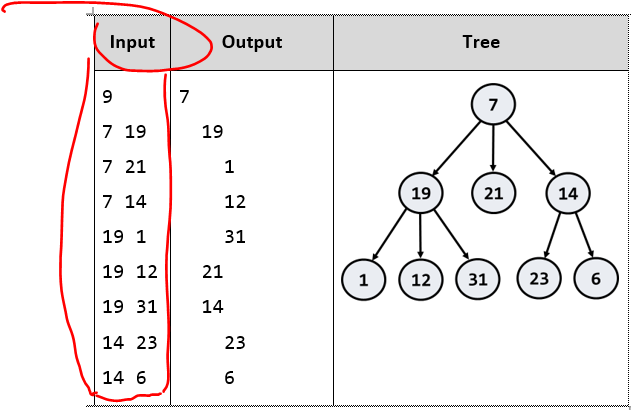 Input Output Tree
9 7
7 19 19
7 21 1
7 14 12
19 1 31
19 12 21
19 31 14
14 23 23
14 6 6
7
19 21 14
1 12 31 23 6